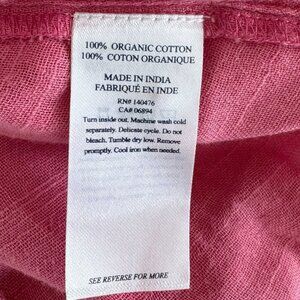 100% ORGANIC COTTON
100% COTON ORGANIQUE
MADE IN INDIA
FABRIQUÉ EN INDE
RN# 140476
CA# 06894
Turn inside out. Machine wash cold
separately. Delicate cycle. Do not
bleach, Tumble dry low. Remove
promptly. Cool iron when needed.
SEE REVERSE FOR MORE